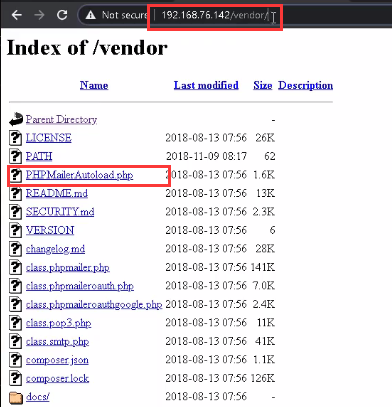 Not secure | 192.168.76.142/vendor/
Index of /vendor
Name Last modified Size Description
Parent Directory -
LICENSE 2018-08-13 07:56 26K
PATH 2018-11-09 08:17 62
PHPMailerAutoload.php 2018-08-13 07:56 1.6K
README.md 2018-08-13 07:56 13K
SECURITY.md 2018-08-13 07:56 2.3K
VERSION 2018-08-13 07:56 6
changelog.md 2018-08-13 07:56 28K
class.phpmailer.php 2018-08-13 07:56 141K
class.phpmaileroauth.php 2018-08-13 07:56 7.0K
class.phpmaileroauthgoogle.php 2018-08-13 07:56 2.4K
class.pop3.php 2018-08-13 07:56 11K
class.smtp.php 2018-08-13 07:56 41K
composer.json 2018-08-13 07:56 1.1K
composer.lock 2018-08-13 07:56 126K
docs/ 2018-08-13 07:56 -